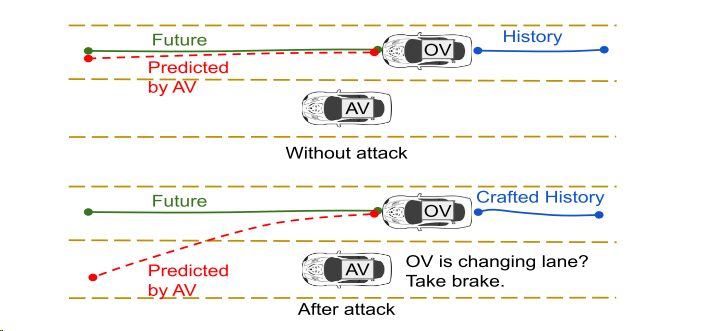 Future
History
OV
Predicted
by AV
AV
Without attack
Future
Crafted History
OV
Predicted
by AV
AV
OV is changing lane?
Take brake.
After attack